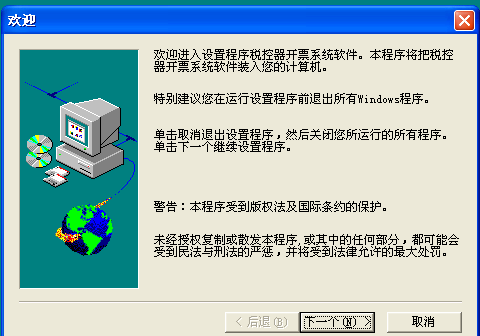 欢迎
欢迎进入设置程序税控器开票系统软件。本程序将把税控
器开票系统软件装入您的计算机。
特别建议您在运行设置程序前退出所有Windows程序。
单击取消退出设置程序，然后关闭您所运行的所有程序。
单击下一个继续设置程序。
警告：本程序受到版权法及国际条约的保护。
未经授权复制或散发本程序，或其中的任何部分，都可能会
受到民法与刑法的严惩，并将受到法律允许的最大处罚。
< 后退(B) 下一个(N) > 取消